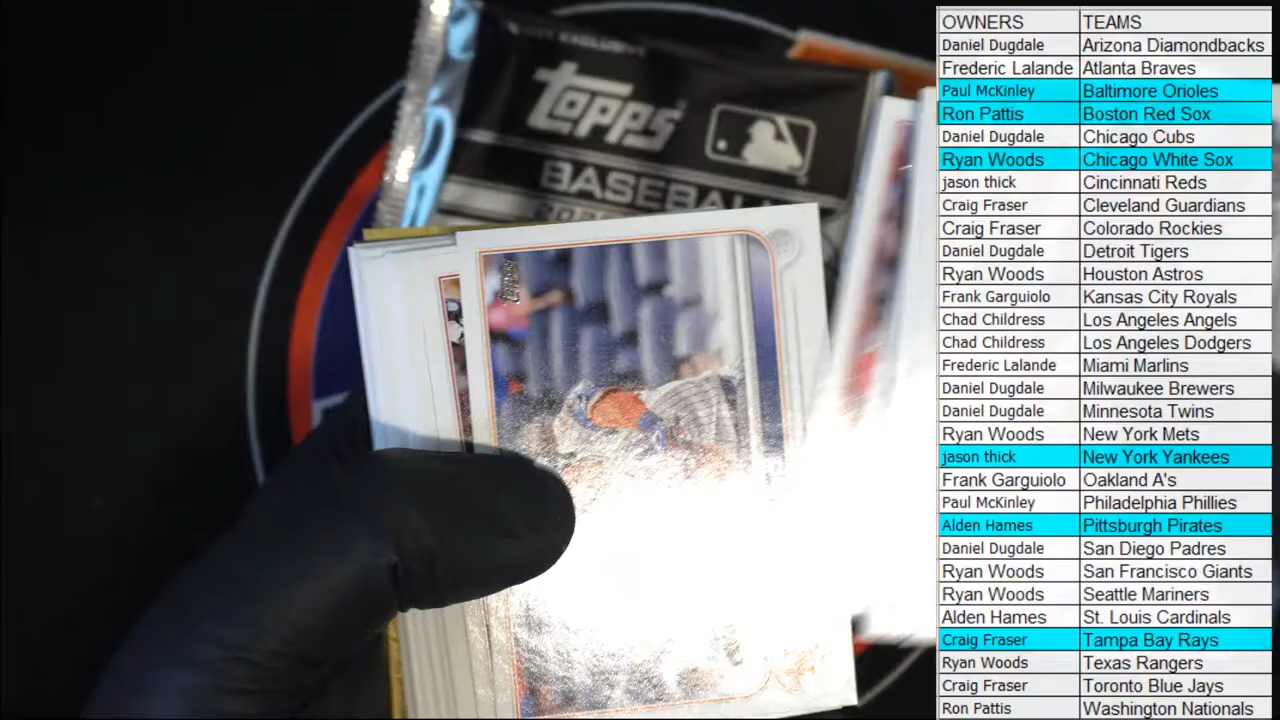 topps
BASEBALL
topps
OWNERS TEAMS
Daniel Dugdale Arizona Diamondbacks
Frederic Lalande Atlanta Braves
Paul McKinley Baltimore Orioles
Ron Pattis Boston Red Sox
Daniel Dugdale Chicago Cubs
Ryan Woods Chicago White Sox
jason thick Cincinnati Reds
Craig Fraser Cleveland Guardians
Craig Fraser Colorado Rockies
Daniel Dugdale Detroit Tigers
Ryan Woods Houston Astros
Frank Garguiolo Kansas City Royals
Chad Childress Los Angeles Angels
Chad Childress Los Angeles Dodgers
Frederic Lalande Miami Marlins
Daniel Dugdale Milwaukee Brewers
Daniel Dugdale Minnesota Twins
Ryan Woods New York Mets
jason thick New York Yankees
Frank Garguiolo Oakland A's
Paul McKinley Philadelphia Phillies
Alden Hames Pittsburgh Pirates
Daniel Dugdale San Diego Padres
Ryan Woods San Francisco Giants
Ryan Woods Seattle Mariners
Alden Hames St. Louis Cardinals
Craig Fraser Tampa Bay Rays
Ryan Woods Texas Rangers
Craig Fraser Toronto Blue Jays
Ron Pattis Washington Nationals